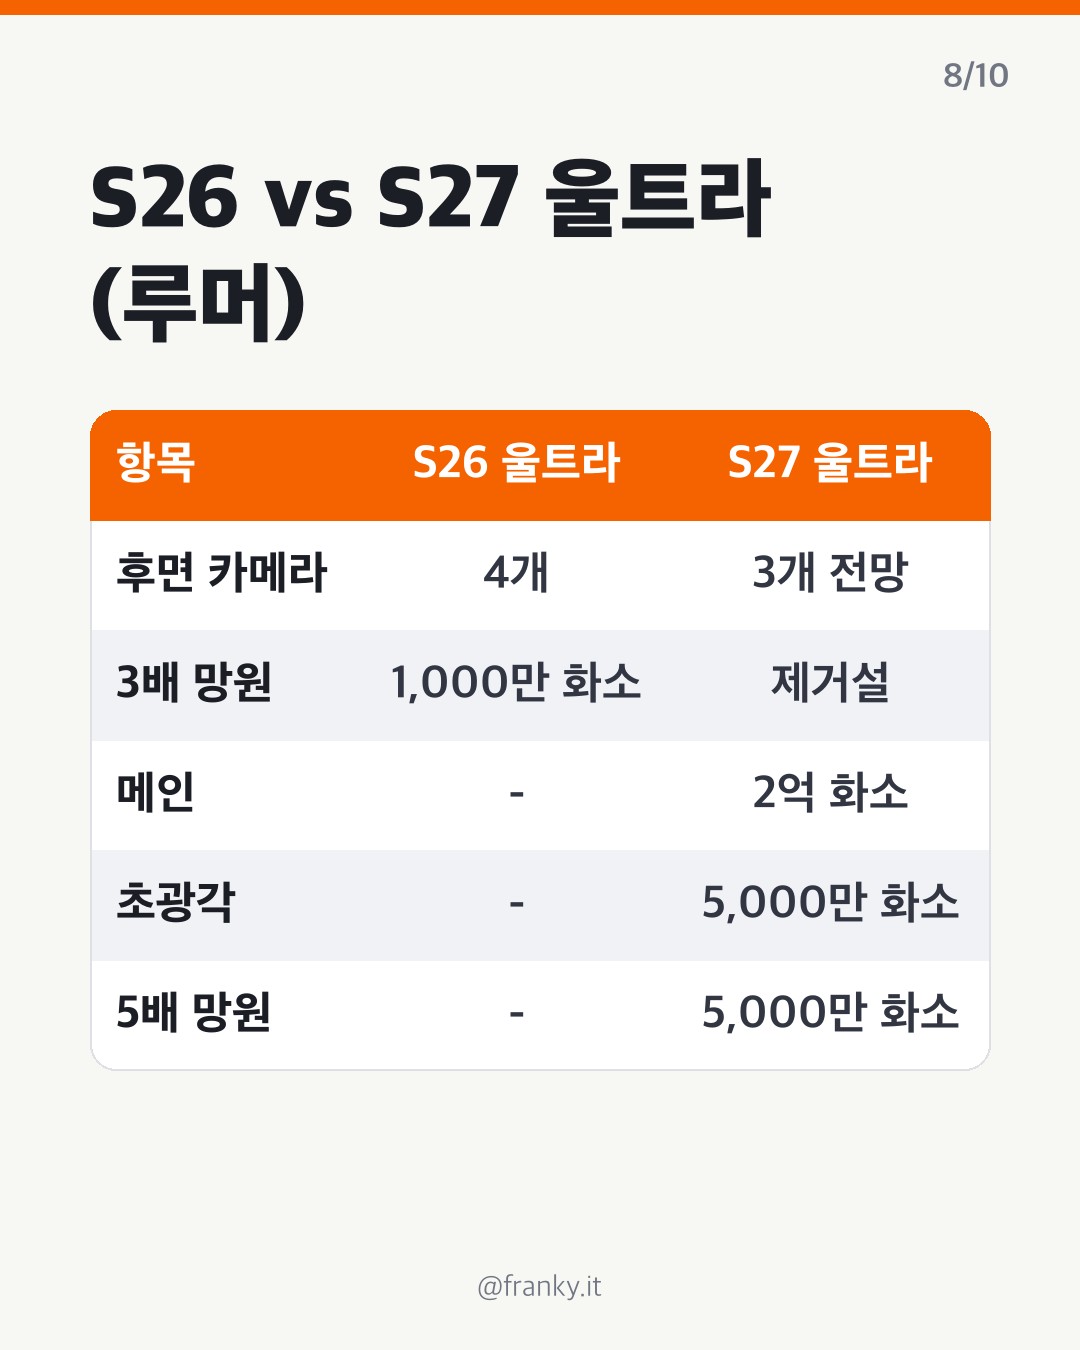 8/10
S26 vs S27 울트라
(루머)
항목 S26 울트라 S27 울트라
후면 카메라 4개 3개 전망
3배 망원 1,000만 화소 제거설
메인 - 2억 화소
초광각 - 5,000만 화소
5배 망원 - 5,000만 화소
@franky.it